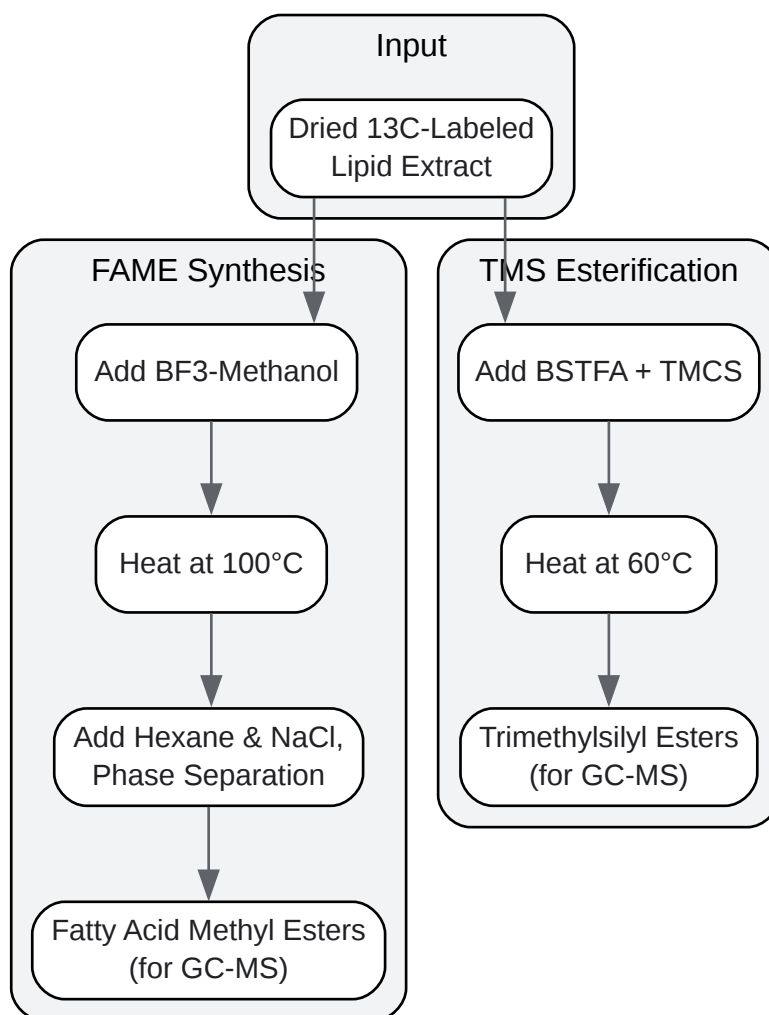 Input
Dried 13C-Labeled
Lipid Extract
FAME Synthesis
Add BF3-Methanol
Heat at 100°C
Add Hexane & NaCl,
Phase Separation
Fatty Acid Methyl Esters
(for GC-MS)
TMS Esterification
Add BSTFA + TMCS
Heat at 60°C
Trimethylsilyl Esters
(for GC-MS)